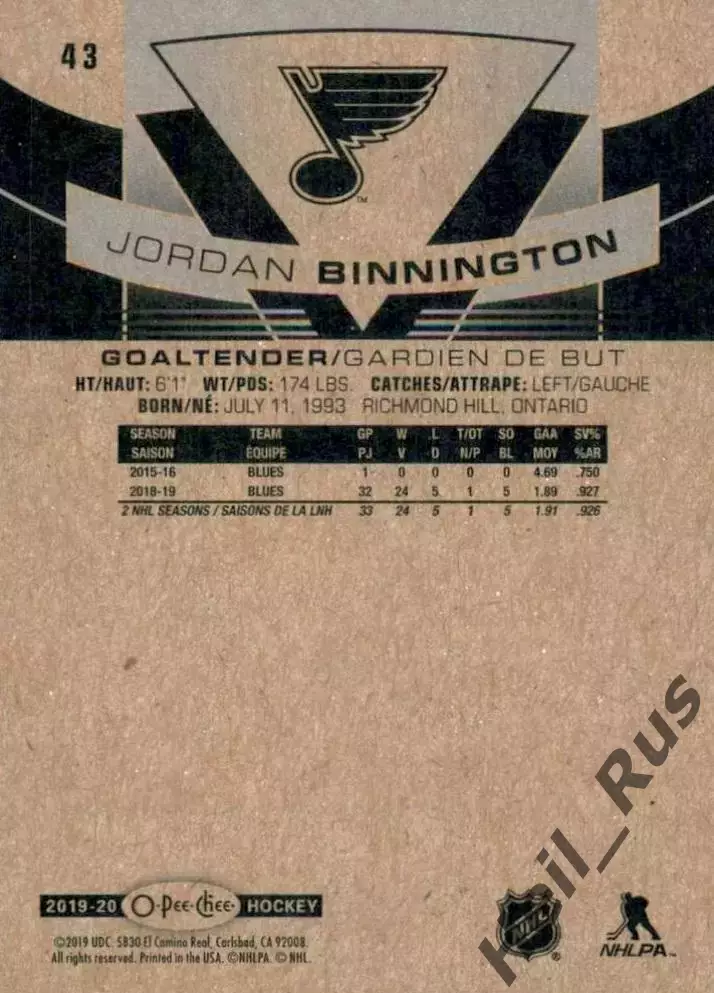 43
TM
JORDAN BINNINGTON
GOALTENDER/GARDIEN DE BUT
HT/HAUT: 6'1" WT/PDS: 174 LBS. CATCHES/ATTRAPE: LEFT/GAUCHE
BORN/NÉ: JULY 11, 1993 RICHMOND HILL, ONTARIO
SEASON TEAM GP W L T/OT SO GAA SV%
SAISON ÉQUIPE PJ V D N/P BL MOY %AR
2015-16 BLUES 1 0 0 0 0 4.69 .750
2018-19 BLUES 32 24 5 1 5 1.89 .927
2 NHL SEASONS / SAISONS DE LA LNH 33 24 5 1 5 1.91 .926
2019-20 O-Pee-Chee HOCKEY
©2019 UDC. 5830 El Camino Real, Carlsbad, CA 92008.
All rights reserved. Printed in the USA. ©NHLPA. © NHL.
NHL ®
NHLPA™